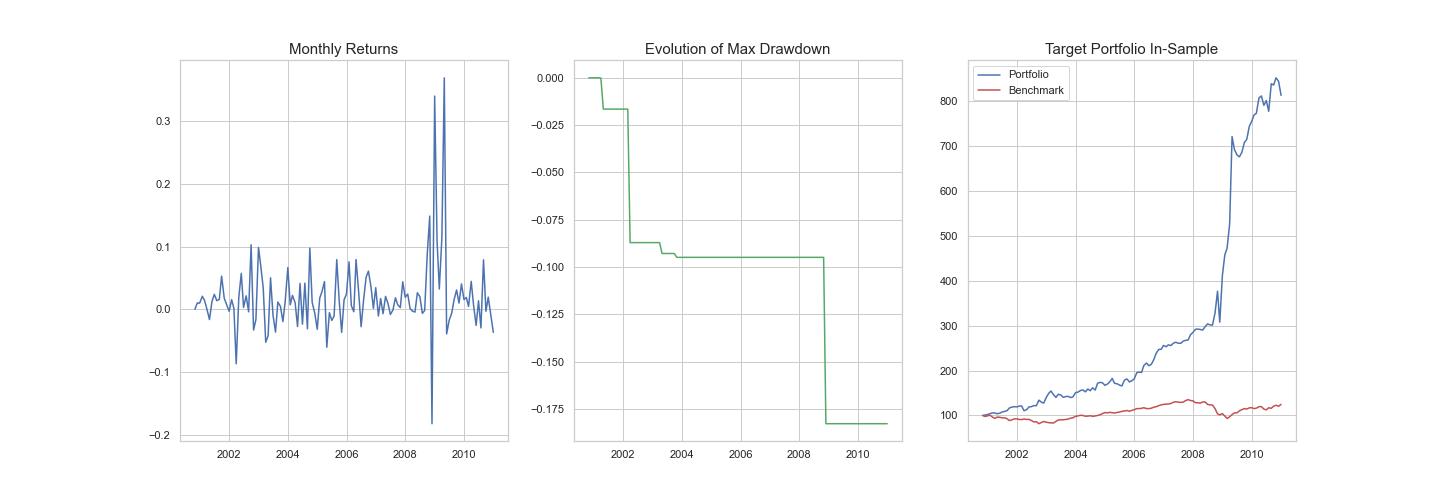 Monthly Returns
0.3
0.2
0.1
0.0
−0.1
−0.2
2002 2004 2006 2008 2010
Evolution of Max Drawdown
0.000
−0.025
−0.050
−0.075
−0.100
−0.125
−0.150
−0.175
2002 2004 2006 2008 2010
Target Portfolio In-Sample
Portfolio
Benchmark
800
700
600
500
400
300
200
100
2002 2004 2006 2008 2010